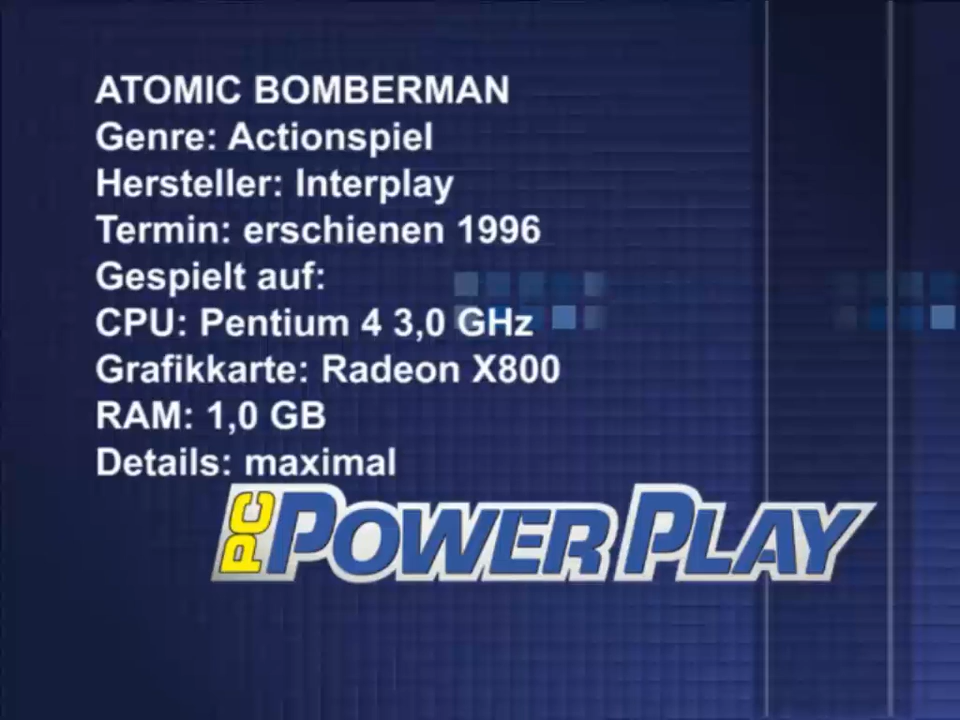 ATOMIC BOMBERMAN
Genre: Actionspiel
Hersteller: Interplay
Termin: erschienen 1996
Gespielt auf:
CPU: Pentium 4 3,0 GHz
Grafikkarte: Radeon X800
RAM: 1,0 GB
Details: maximal
PC POWER PLAY